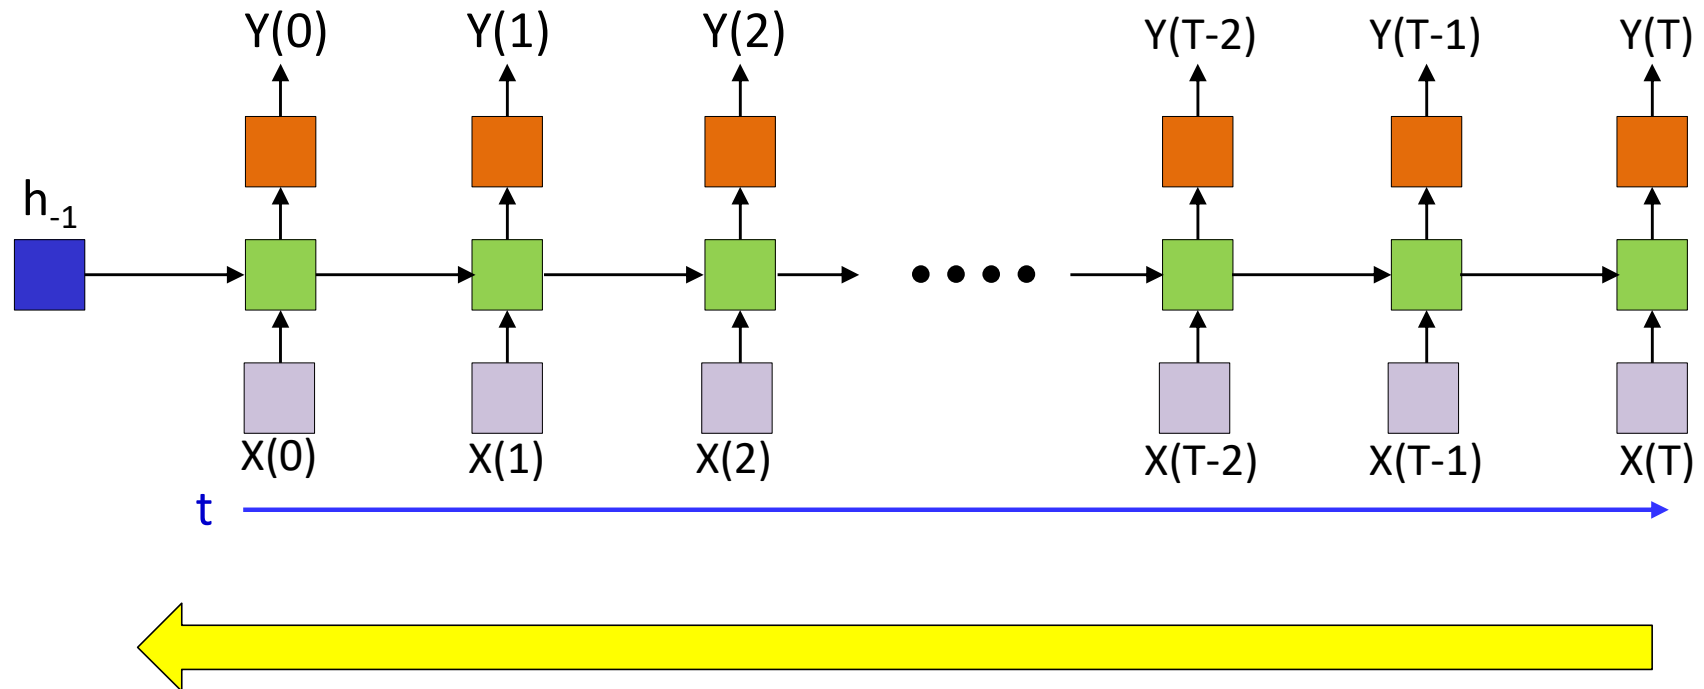 Y(0) Y(1) Y(2) Y(T-2) Y(T-1) Y(T)
h-1
X(0) X(1) X(2) X(T-2) X(T-1) X(T)
t